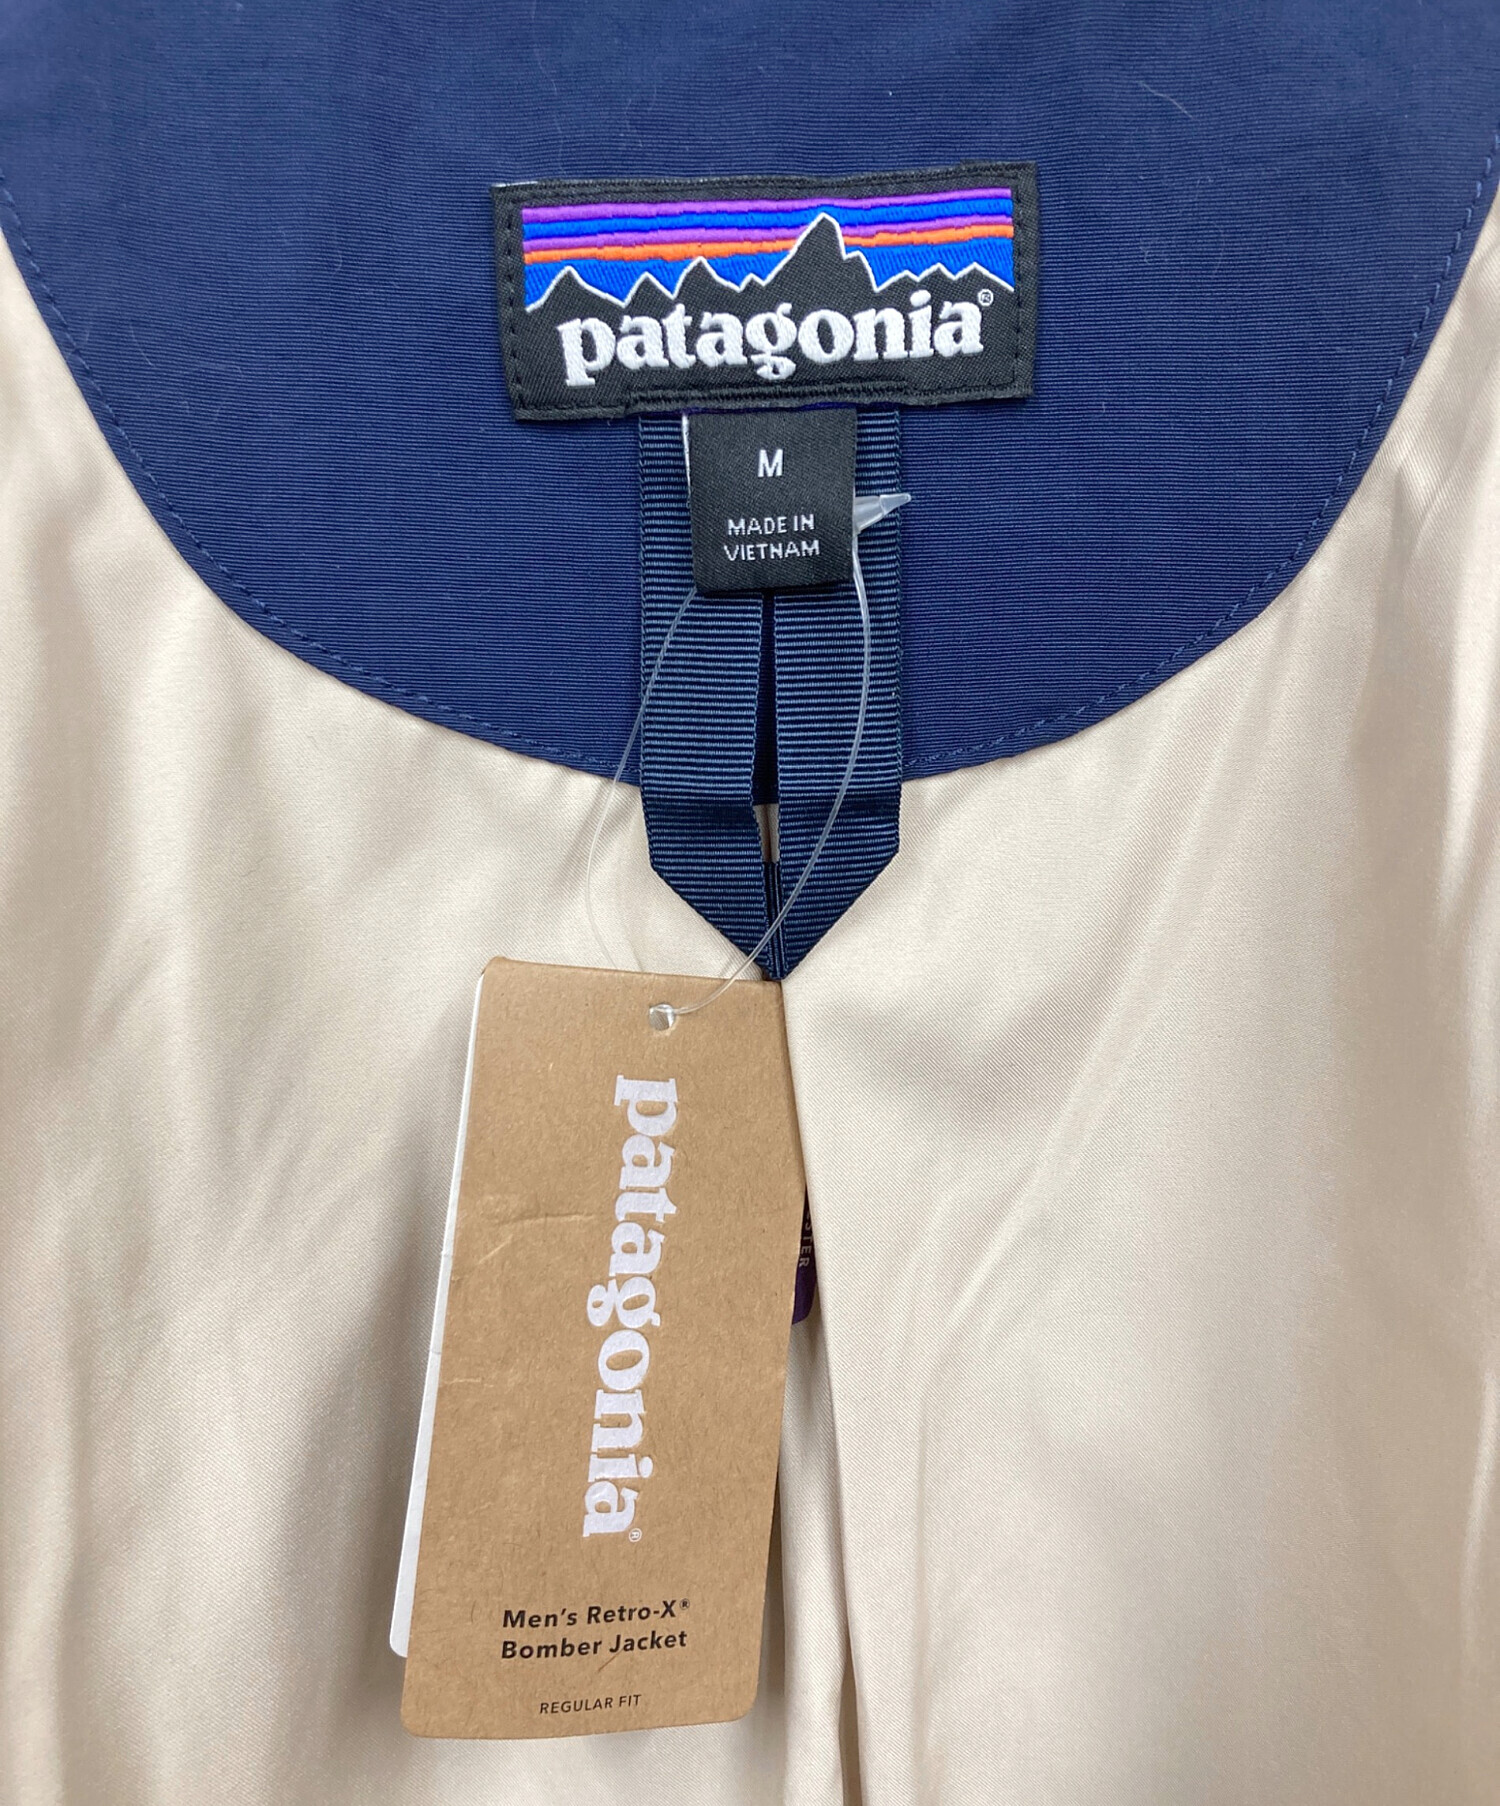 patagonia®
M
MADE IN
VIETNAM
patagonia®
Men's Retro-X®
Bomber Jacket
REGULAR FIT